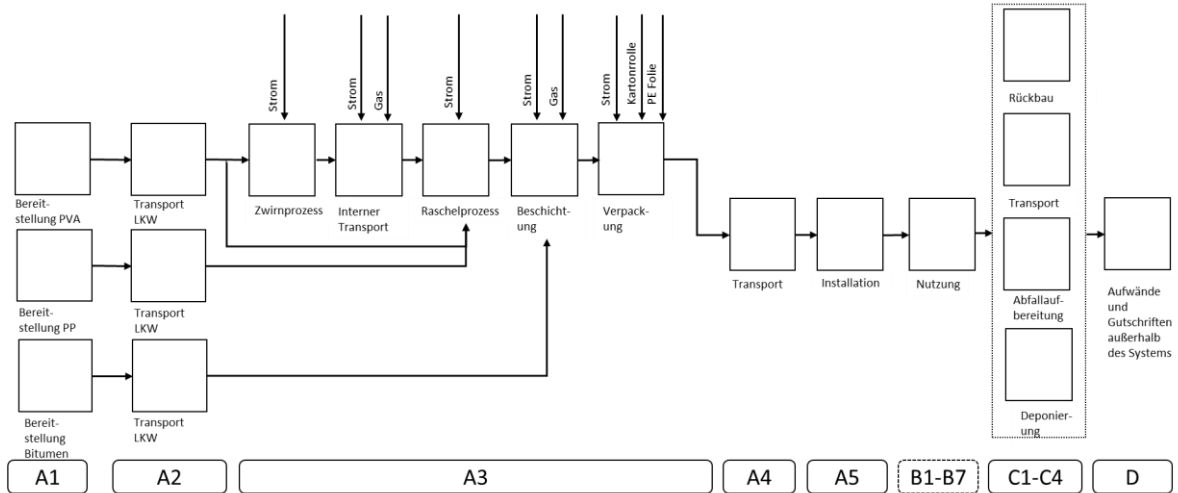 Strom
Strom
Gas
Strom
Strom
Gas
Strom
Kartonrolle
PE Folie
Bereit-
stellung PVA
Transport
LKW
Zwirnprozess
Interner
Transport
Raschelprozess
Beschicht-
ung
Verpack-
ung
Bereit-
stellung PP
Transport
LKW
Bereit-
stellung
Bitumen
Transport
LKW
Transport
Installation
Nutzung
Rückbau
Transport
Abfallauf-
bereitung
Deponier-
ung
Aufwände
und
Gutschriften
außerhalb
des Systems
A1
A2
A3
A4
A5
B1-B7
C1-C4
D